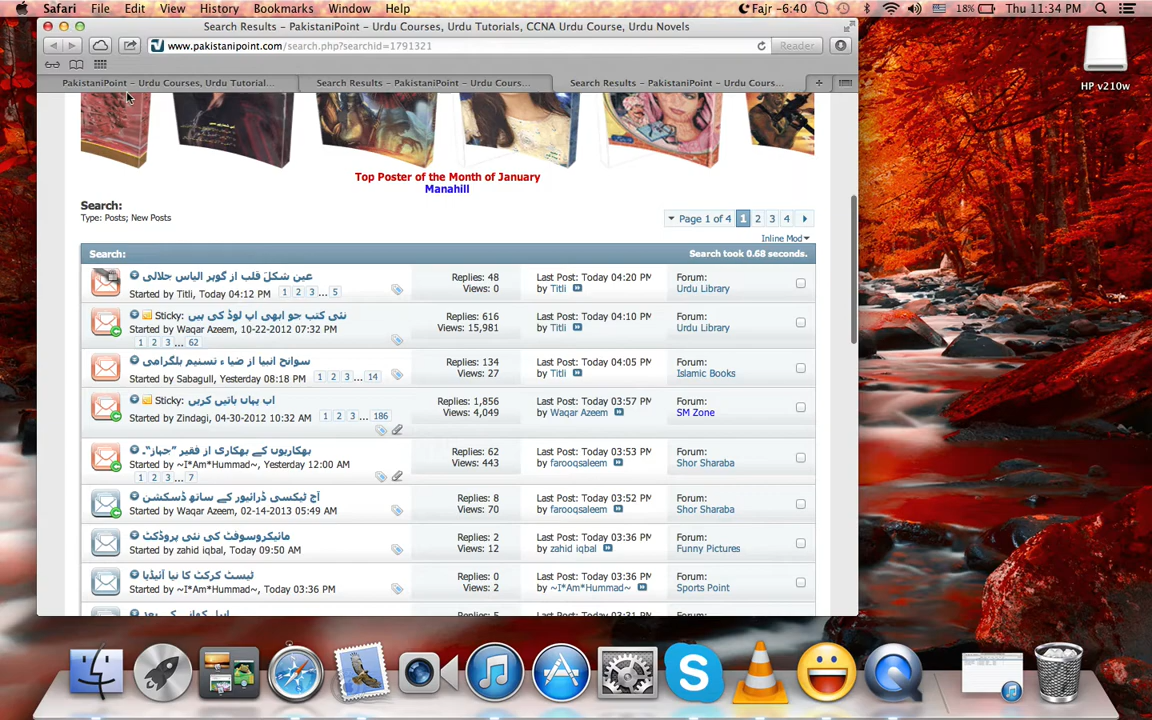 Safari File Edit View History Bookmarks Window Help Fajr -6:40 18% Thu 11:34 PM
Search Results – PakistaniPoint – Urdu Courses, Urdu Tutorials, CCNA Urdu Course, Urdu Novels
www.pakistanipoint.com/search.php?searchid=1791321 Reader
PakistaniPoint – Urdu Courses, Urdu Tutorial... Search Results – PakistaniPoint – Urdu Cours... Search Results – PakistaniPoint – Urdu Cours... +
HP v210w
Top Poster of the Month of January
Manahill
Search:
Type: Posts; New Posts
Page 1 of 4 1 2 3 4
Inline Mod
Search: Search took 0.68 seconds.
عین شکل قلب از گوہر الیاس جلالی
Started by Titli, Today 04:12 PM 1 2 3 ... 5
Replies: 48
Views: 0
Last Post: Today 04:20 PM
by Titli
Forum:
Urdu Library
Sticky: نئی کتب جو ابھی اپ لوڈ کی ہیں
Started by Waqar Azeem, 10-22-2012 07:32 PM
1 2 3 ... 62
Replies: 616
Views: 15,981
Last Post: Today 04:10 PM
by Titli
Forum:
Urdu Library
سوانح انبیا از ضیا ء تسنیم بلگرامی
Started by Sabagull, Yesterday 08:18 PM 1 2 3 ... 14
Replies: 134
Views: 27
Last Post: Today 04:05 PM
by Titli
Forum:
Islamic Books
Sticky: اپ یہاں باتیں کریں
Started by Zindagi, 04-30-2012 10:32 AM 1 2 3 ... 186
Replies: 1,856
Views: 4,049
Last Post: Today 03:57 PM
by Waqar Azeem
Forum:
SM Zone
بھکاریوں کے بھکاری از فقیر "جہاز"۔
Started by ~I*Am*Hummad~, Yesterday 12:00 AM
1 2 3 ... 7
Replies: 62
Views: 443
Last Post: Today 03:53 PM
by farooqsaleem
Forum:
Shor Sharaba
آج ٹیکسی ڈرائیور کے ساتھ ڈسکشن
Started by Waqar Azeem, 02-14-2013 05:49 AM
Replies: 8
Views: 70
Last Post: Today 03:52 PM
by farooqsaleem
Forum:
Shor Sharaba
مائیکروسوفٹ کی نئی پروڈکٹ
Started by zahid iqbal, Today 09:50 AM
Replies: 2
Views: 12
Last Post: Today 03:36 PM
by zahid iqbal
Forum:
Funny Pictures
ٹیسٹ کرکٹ کا نیا آئیڈیا
Started by ~I*Am*Hummad~, Today 03:36 PM
Replies: 0
Views: 2
Last Post: Today 03:36 PM
by ~I*Am*Hummad~
Forum:
Sports Point